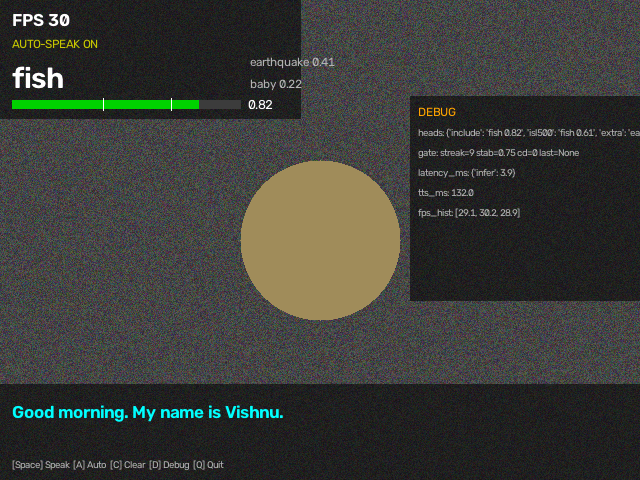 FPS 30
AUTO-SPEAK ON
fish
earthquake 0.41
baby 0.22
0.82
DEBUG
heads: {'include': 'fish 0.82', 'isl500': 'fish 0.61', 'extra': 'ea
gate: streak=9 stab=0.75 cd=0 last=None
latency_ms: {'infer': 3.9}
tts_ms: 132.0
fps_hist: [29.1, 30.2, 28.9]
Good morning. My name is Vishnu.
[Space] Speak [A] Auto [C] Clear [D] Debug [Q] Quit